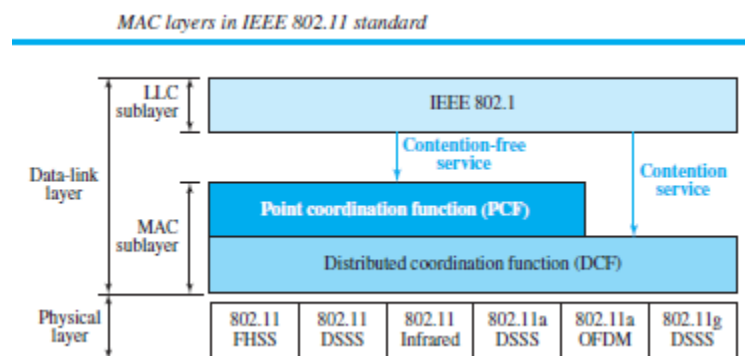 MAC layers in IEEE 802.11 standard
LLC
sublayer
IEEE 802.1
Contention-free
service
Contention
service
Data-link
layer
MAC
sublayer
Point coordination function (PCF)
Distributed coordination function (DCF)
Physical
layer
802.11
FHSS
802.11
DSSS
802.11
Infrared
802.11a
DSSS
802.11a
OFDM
802.11g
DSSS